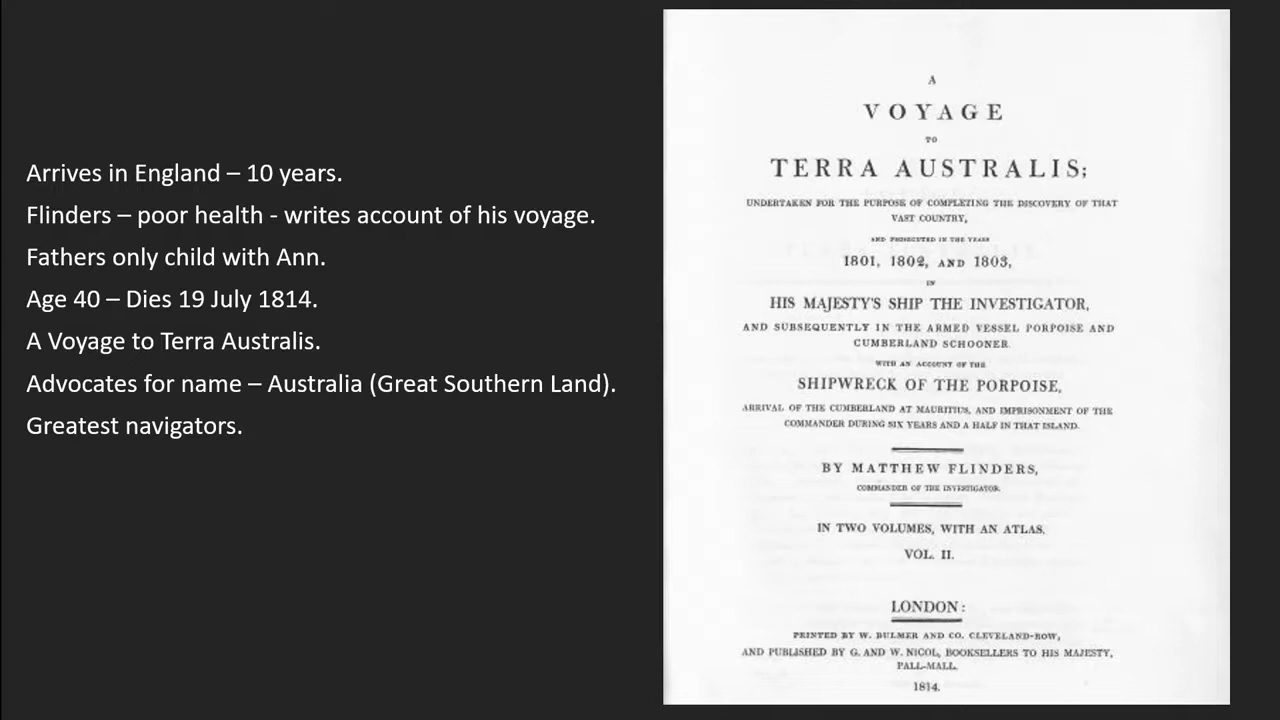 Arrives in England – 10 years.
Flinders – poor health - writes account of his voyage.
Fathers only child with Ann.
Age 40 – Dies 19 July 1814.
A Voyage to Terra Australis.
Advocates for name – Australia (Great Southern Land).
Greatest navigators.
A
VOYAGE
TO
TERRA AUSTRALIS;
UNDERTAKEN FOR THE PURPOSE OF COMPLETING THE DISCOVERY OF THAT
VAST COUNTRY,
AND PROSECUTED IN THE YEARS
1801, 1802, AND 1803,
IN
HIS MAJESTY'S SHIP THE INVESTIGATOR,
AND SUBSEQUENTLY IN THE ARMED VESSEL PORPOISE AND
CUMBERLAND SCHOONER.
WITH AN ACCOUNT OF THE
SHIPWRECK OF THE PORPOISE,
ARRIVAL OF THE CUMBERLAND AT MAURITIUS, AND IMPRISONMENT OF THE
COMMANDER DURING SIX YEARS AND A HALF IN THAT ISLAND.
BY MATTHEW FLINDERS,
COMMANDER OF THE INVESTIGATOR.
IN TWO VOLUMES, WITH AN ATLAS.
VOL. II.
LONDON:
PRINTED BY W. BULMER AND CO. CLEVELAND-ROW,
AND PUBLISHED BY G. AND W. NICOL, BOOKSELLERS TO HIS MAJESTY,
PALL-MALL.
1814.